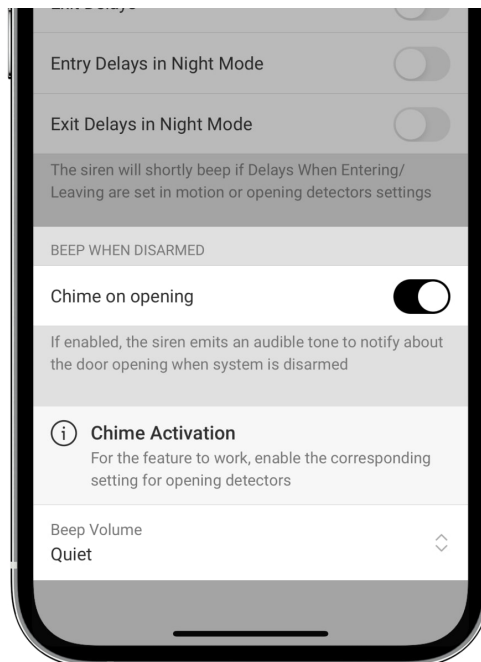 Entry Delays in Night Mode
Exit Delays in Night Mode
The siren will shortly beep if Delays When Entering/
Leaving are set in motion or opening detectors settings
BEEP WHEN DISARMED
Chime on opening
If enabled, the siren emits an audible tone to notify about
the door opening when system is disarmed
Chime Activation
For the feature to work, enable the corresponding
setting for opening detectors
Beep Volume
Quiet